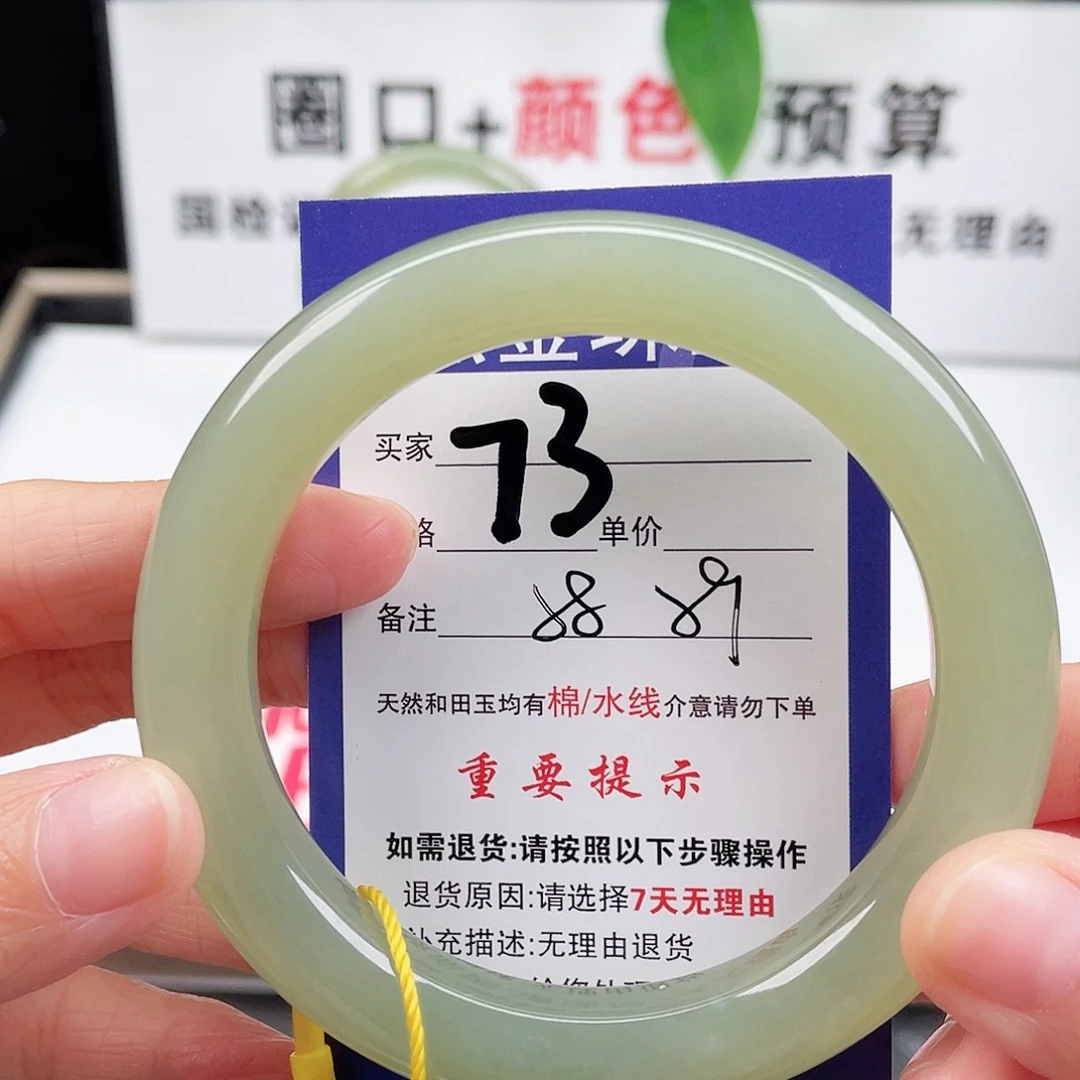 圈口+颜色 预算
国检 无理由
买家 73
格 单价
备注 88 89
天然和田玉均有棉/水线介意请勿下单
重要提示
如需退货:请按照以下步骤操作
退货原因:请选择7天无理由
补充描述:无理由退货